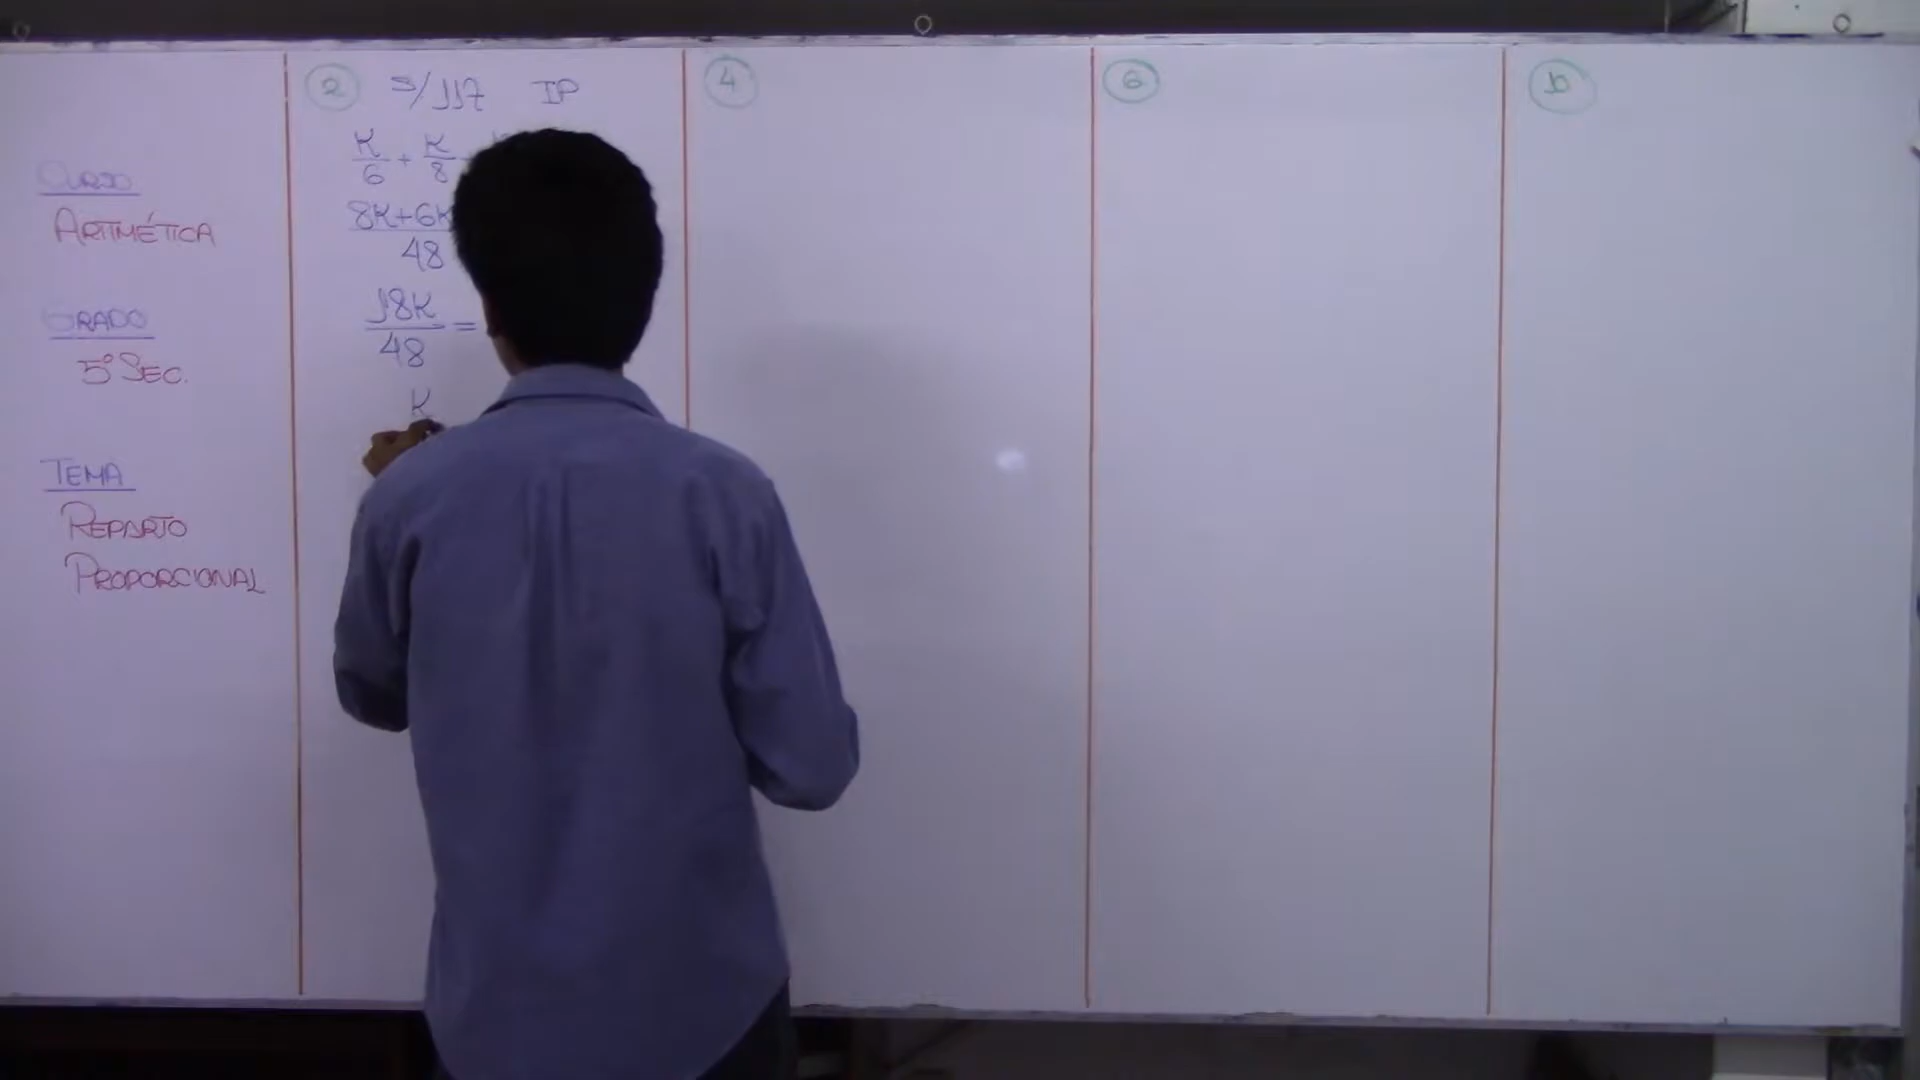 CURSO
ARITMÉTICA
GRADO
5° SEC.
TEMA
REPARTO
PROPORCIONAL
2 S/117 IP
K/6 + K/8
8K+6K
48
18K/48 =
K
4
6
10